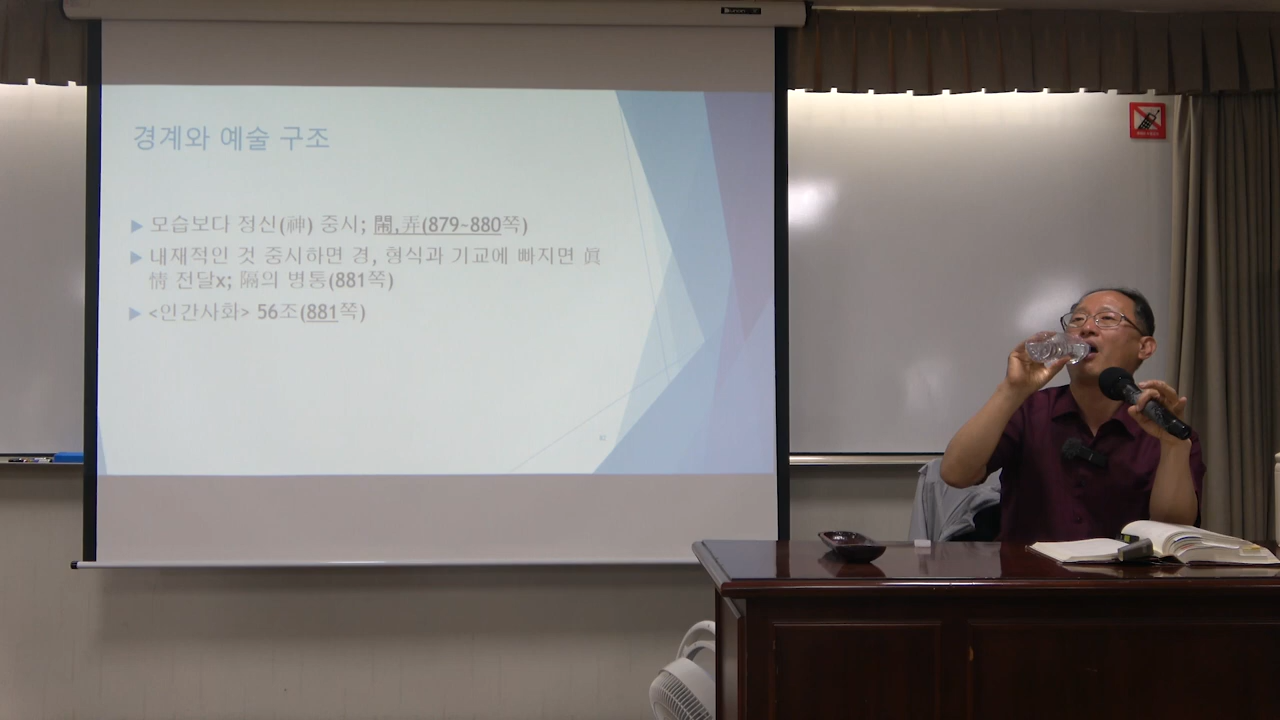 경계와 예술 구조
▶ 모습보다 정신(神) 중시; 鬧,弄(879~880쪽)
▶ 내재적인 것 중시하면 경, 형식과 기교에 빠지면 眞
情 전달x; 隔의 병통(881쪽)
▶ <인간사화> 56조(881쪽)